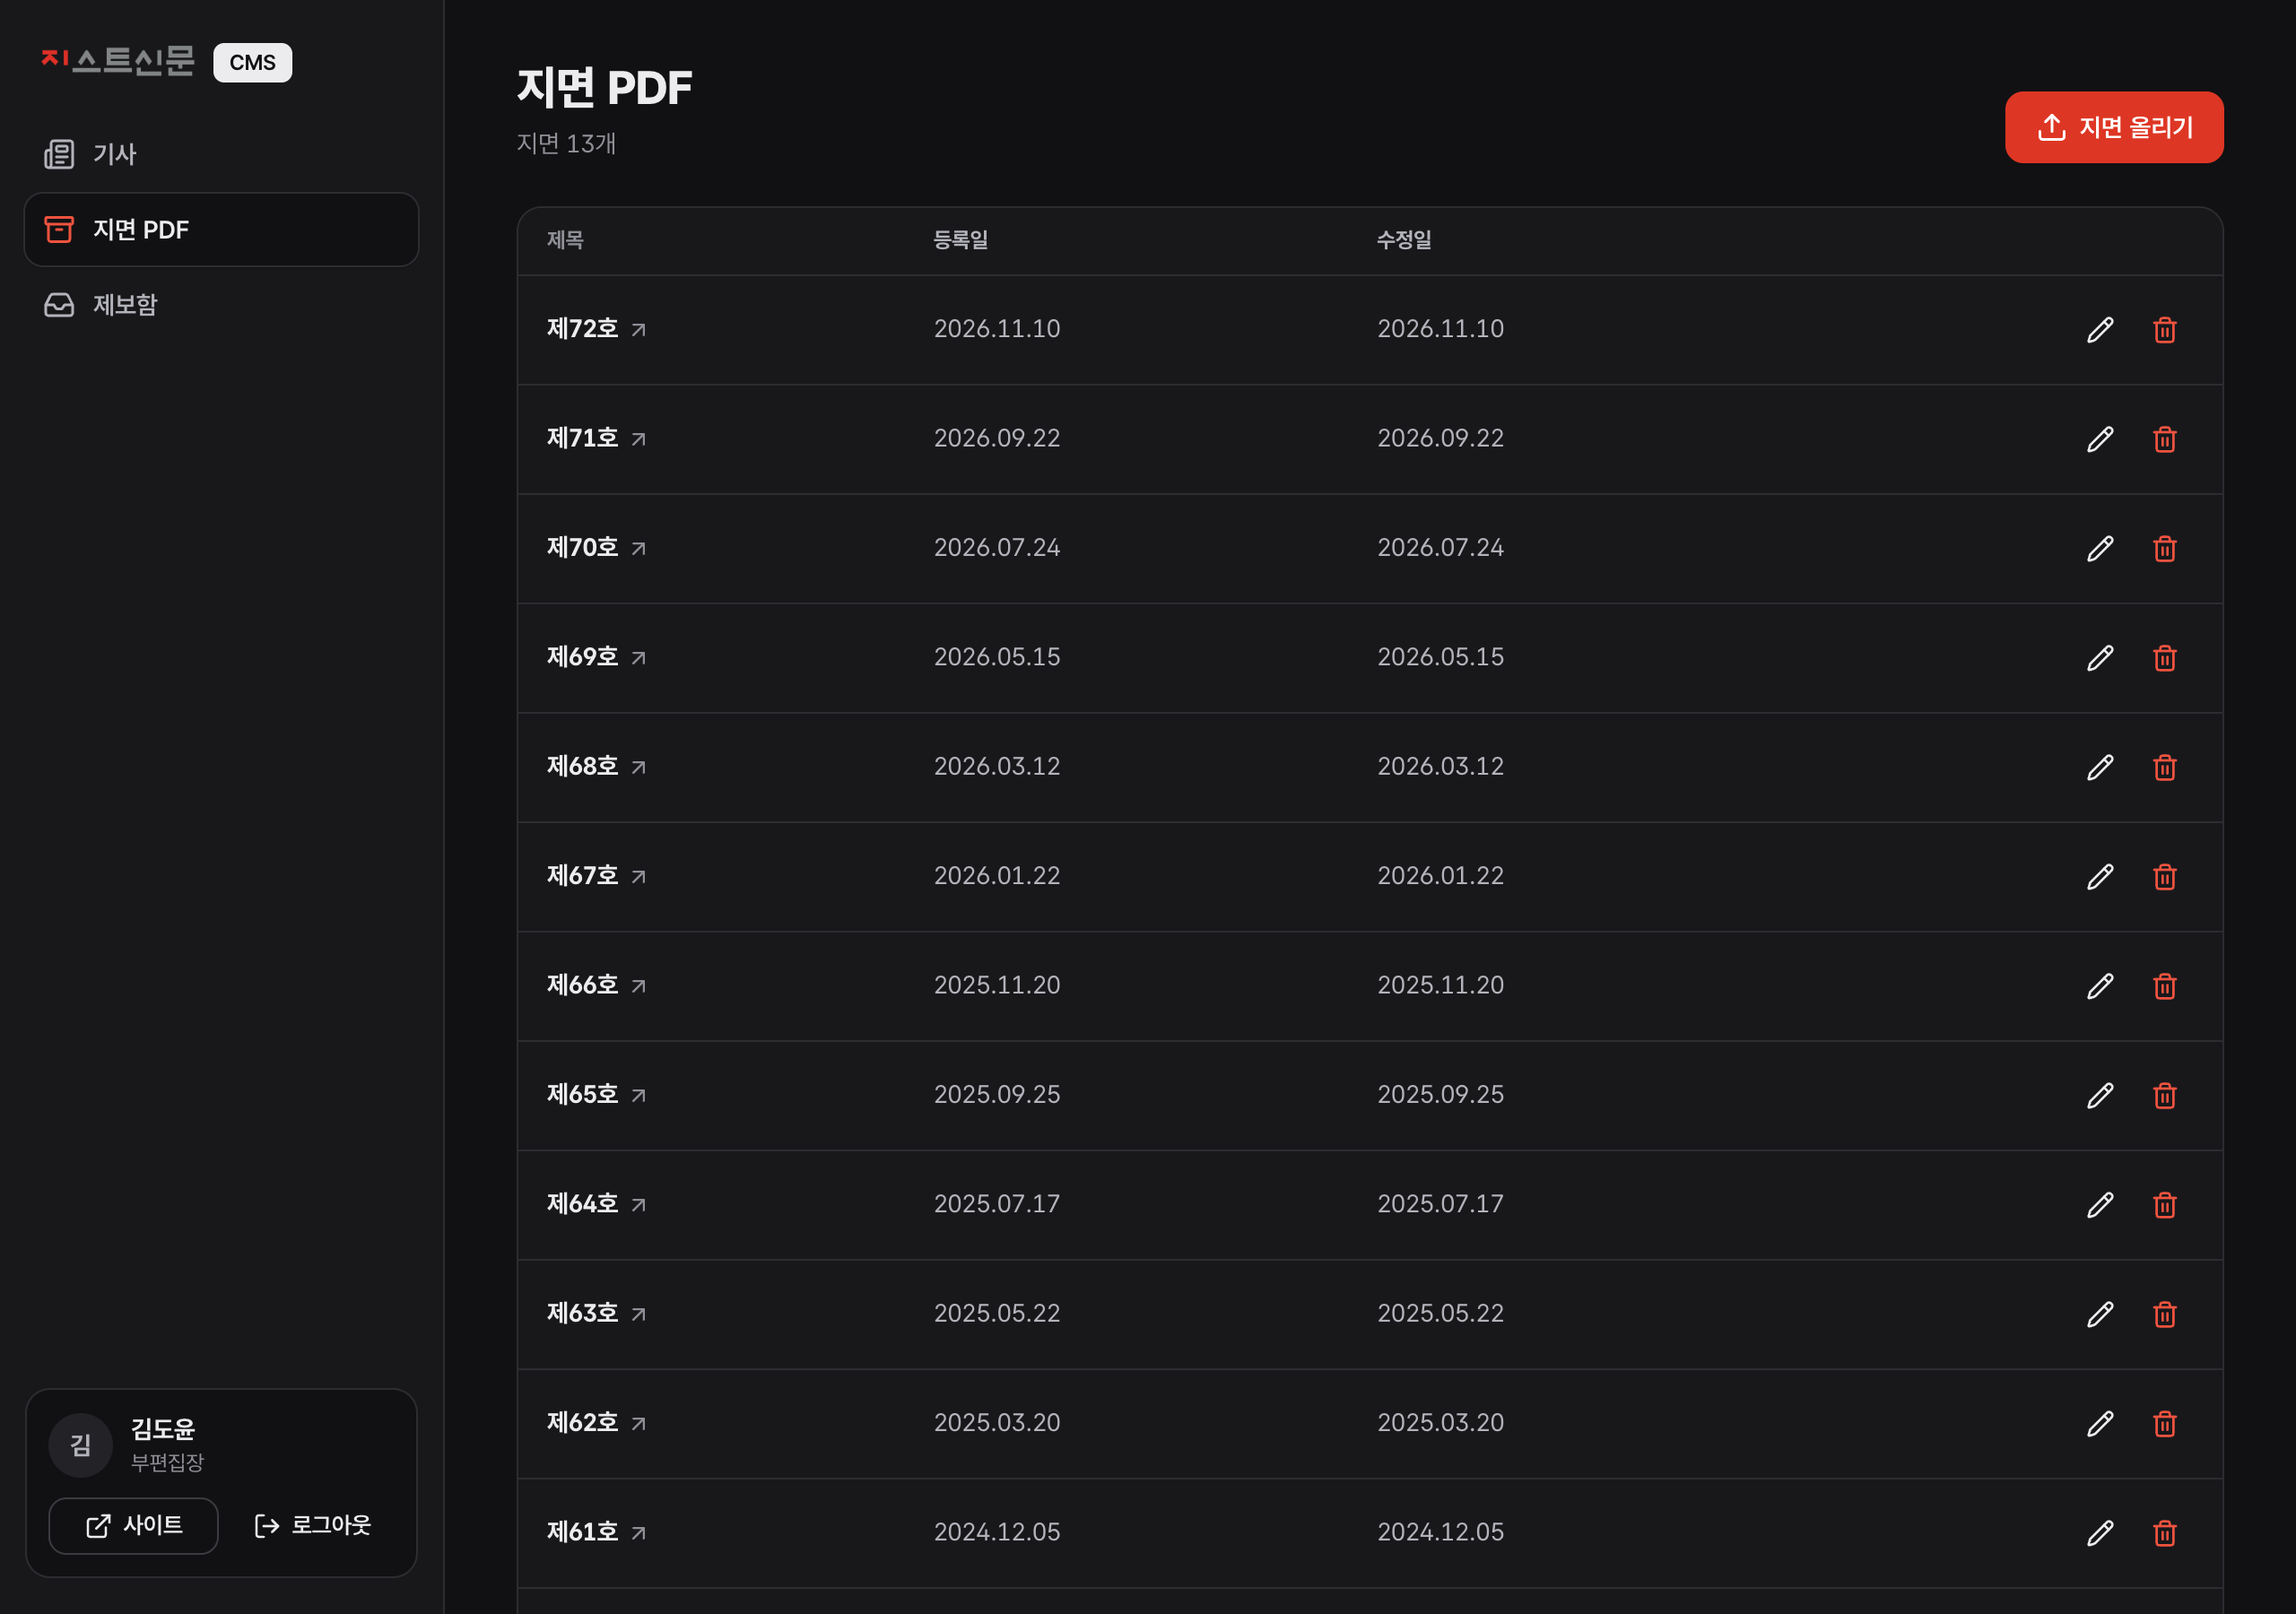 지스트신문 CMS
기사
지면 PDF
제보함
김
김도윤
부편집장
사이트
로그아웃
지면 PDF
지면 13개
지면 올리기
제목 등록일 수정일
제72호 2026.11.10 2026.11.10
제71호 2026.09.22 2026.09.22
제70호 2026.07.24 2026.07.24
제69호 2026.05.15 2026.05.15
제68호 2026.03.12 2026.03.12
제67호 2026.01.22 2026.01.22
제66호 2025.11.20 2025.11.20
제65호 2025.09.25 2025.09.25
제64호 2025.07.17 2025.07.17
제63호 2025.05.22 2025.05.22
제62호 2025.03.20 2025.03.20
제61호 2024.12.05 2024.12.05